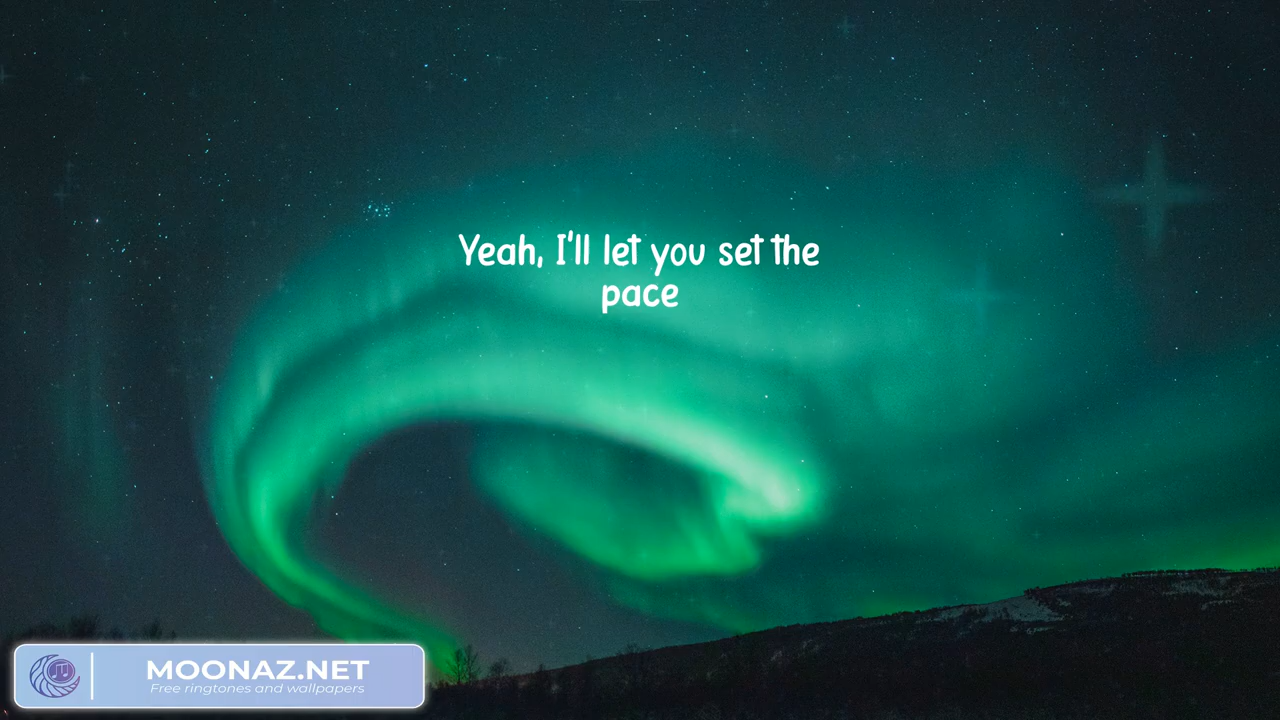 Yeah, I'll let you set the
pace
MOONAZ.NET
Free ringtones and wallpapers